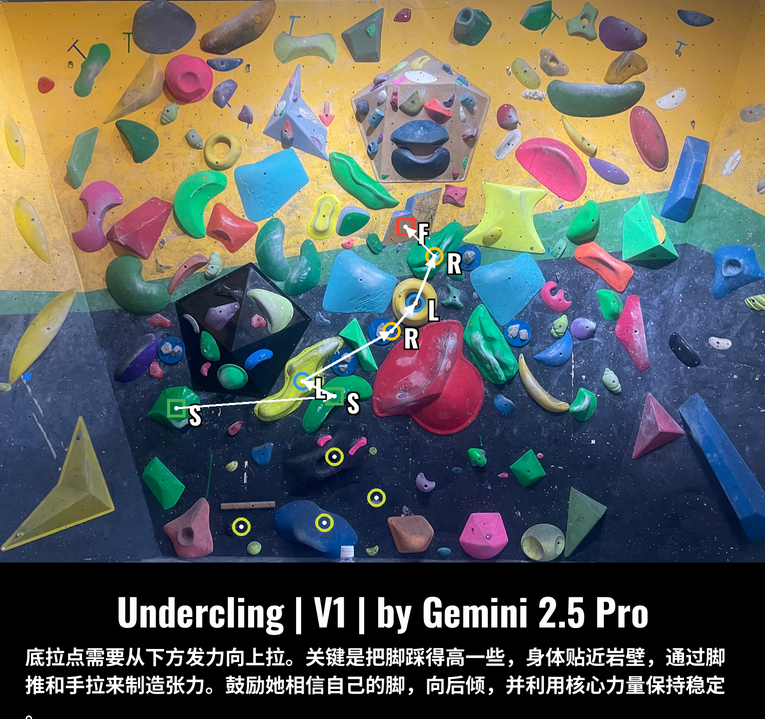 F
R
L
R
L
S
S
Undercling | V1 | by Gemini 2.5 Pro
底拉点需要从下方发力向上拉。关键是把脚踩得高一些，身体贴近岩壁，通过脚
推和手拉来制造张力。鼓励她相信自己的脚，向后倾，并利用核心力量保持稳定
。